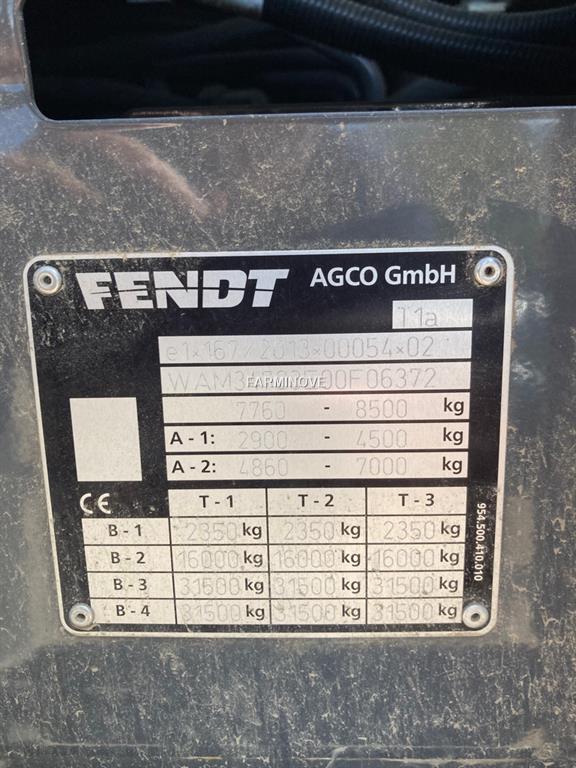 FENDT AGCO GmbH
T1a
e1*167/2013*00054*02
7760 - 8500 kg
A - 1: 2900 - 4500 kg
A - 2: 4860 - 7000 kg
CE T - 1 T - 2 T - 3
B - 1 2350 kg 2350 kg 2350 kg
B - 2 16000 kg 16000 kg 16000 kg
B - 3 31500 kg 31500 kg 31500 kg
B - 4 31500 kg 31500 kg 31500 kg
954.500.410.010
FARMINOVE